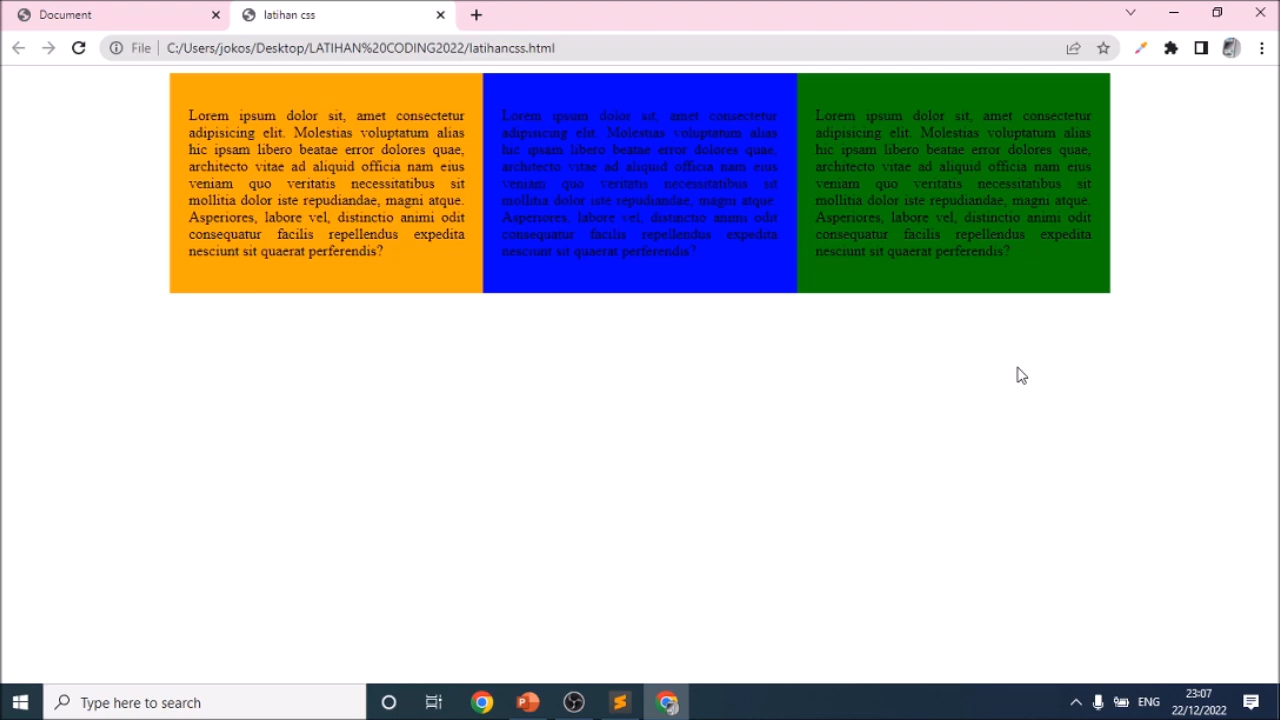 Document
latihan css
File
C:/Users/jokos/Desktop/LATIHAN%20CODING2022/latihancss.html
Lorem ipsum dolor sit, amet consectetur
adipisicing elit. Molestias voluptatum alias
hic ipsam libero beatae error dolores quae,
architecto vitae ad aliquid officia nam eius
veniam quo veritatis necessitatibus sit
mollitia dolor iste repudiandae, magni atque.
Asperiores, labore vel, distinctio animi odit
consequatur facilis repellendus expedita
nesciunt sit quaerat perferendis?
Lorem ipsum dolor sit, amet consectetur
adipisicing elit. Molestias voluptatum alias
hic ipsam libero beatae error dolores quae,
architecto vitae ad aliquid officia nam eius
veniam quo veritatis necessitatibus sit
mollitia dolor iste repudiandae, magni atque.
Asperiores, labore vel, distinctio animi odit
consequatur facilis repellendus expedita
nesciunt sit quaerat perferendis?
Lorem ipsum dolor sit, amet consectetur
adipisicing elit. Molestias voluptatum alias
hic ipsam libero beatae error dolores quae,
architecto vitae ad aliquid officia nam eius
veniam quo veritatis necessitatibus sit
mollitia dolor iste repudiandae, magni atque.
Asperiores, labore vel, distinctio animi odit
consequatur facilis repellendus expedita
nesciunt sit quaerat perferendis?
Type here to search
ENG
23:07
22/12/2022